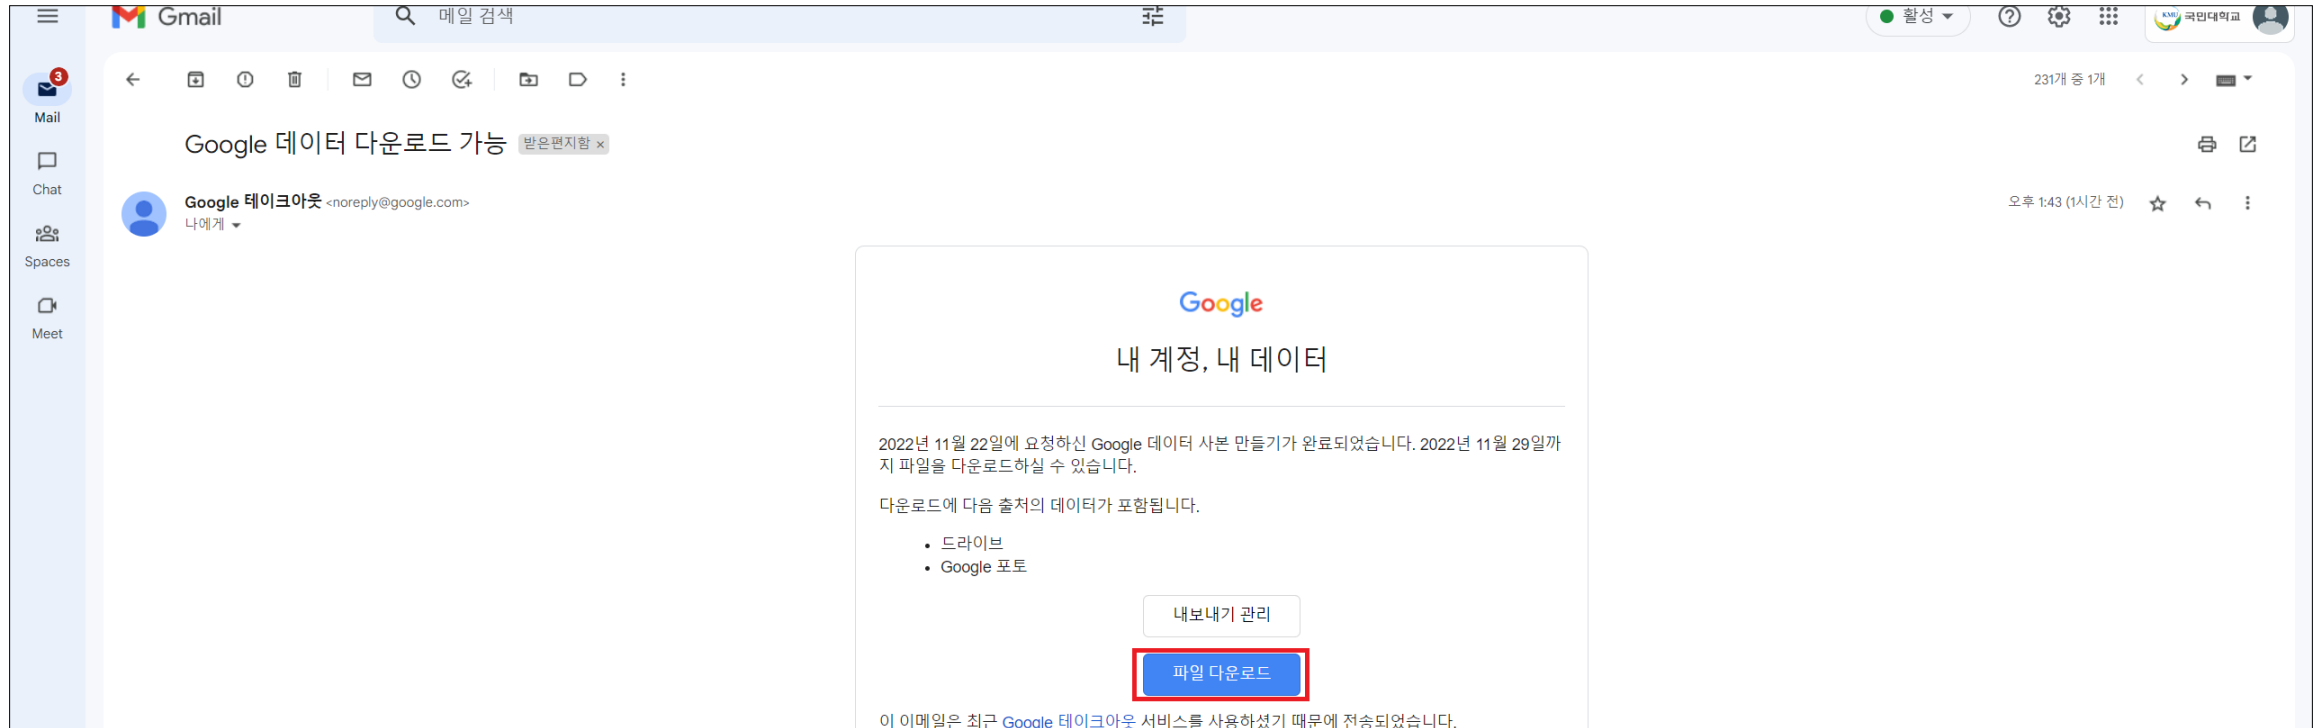 Gmail
메일 검색
활성
KMU 국민대학교
3
Mail
Chat
Spaces
Meet
231개 중 1개
Google 데이터 다운로드 가능 받은편지함 ×
Google 테이크아웃 <noreply@google.com>
나에게
오후 1:43 (1시간 전)
Google
내 계정, 내 데이터
2022년 11월 22일에 요청하신 Google 데이터 사본 만들기가 완료되었습니다. 2022년 11월 29일까
지 파일을 다운로드하실 수 있습니다.
다운로드에 다음 출처의 데이터가 포함됩니다.
• 드라이브
• Google 포토
내보내기 관리
파일 다운로드
이 이메일은 최근 Google 테이크아웃 서비스를 사용하셨기 때문에 전송되었습니다.